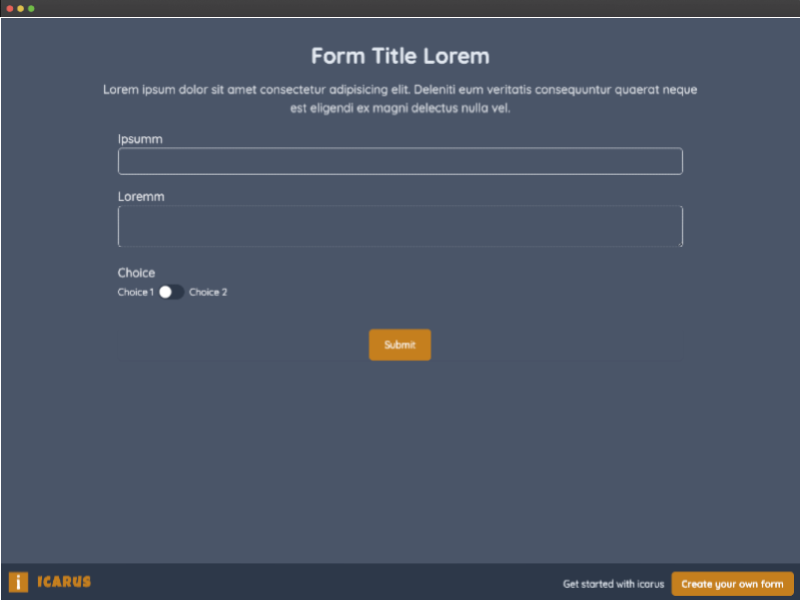 Form Title Lorem
Lorem ipsum dolor sit amet consectetur adipisicing elit. Deleniti eum veritatis consequuntur quaerat neque
est eligendi ex magni delectus nulla vel.
Ipsumm
Loremm
Choice
Choice 1 Choice 2
Submit
i ICARUS Get started with icarus Create your own form